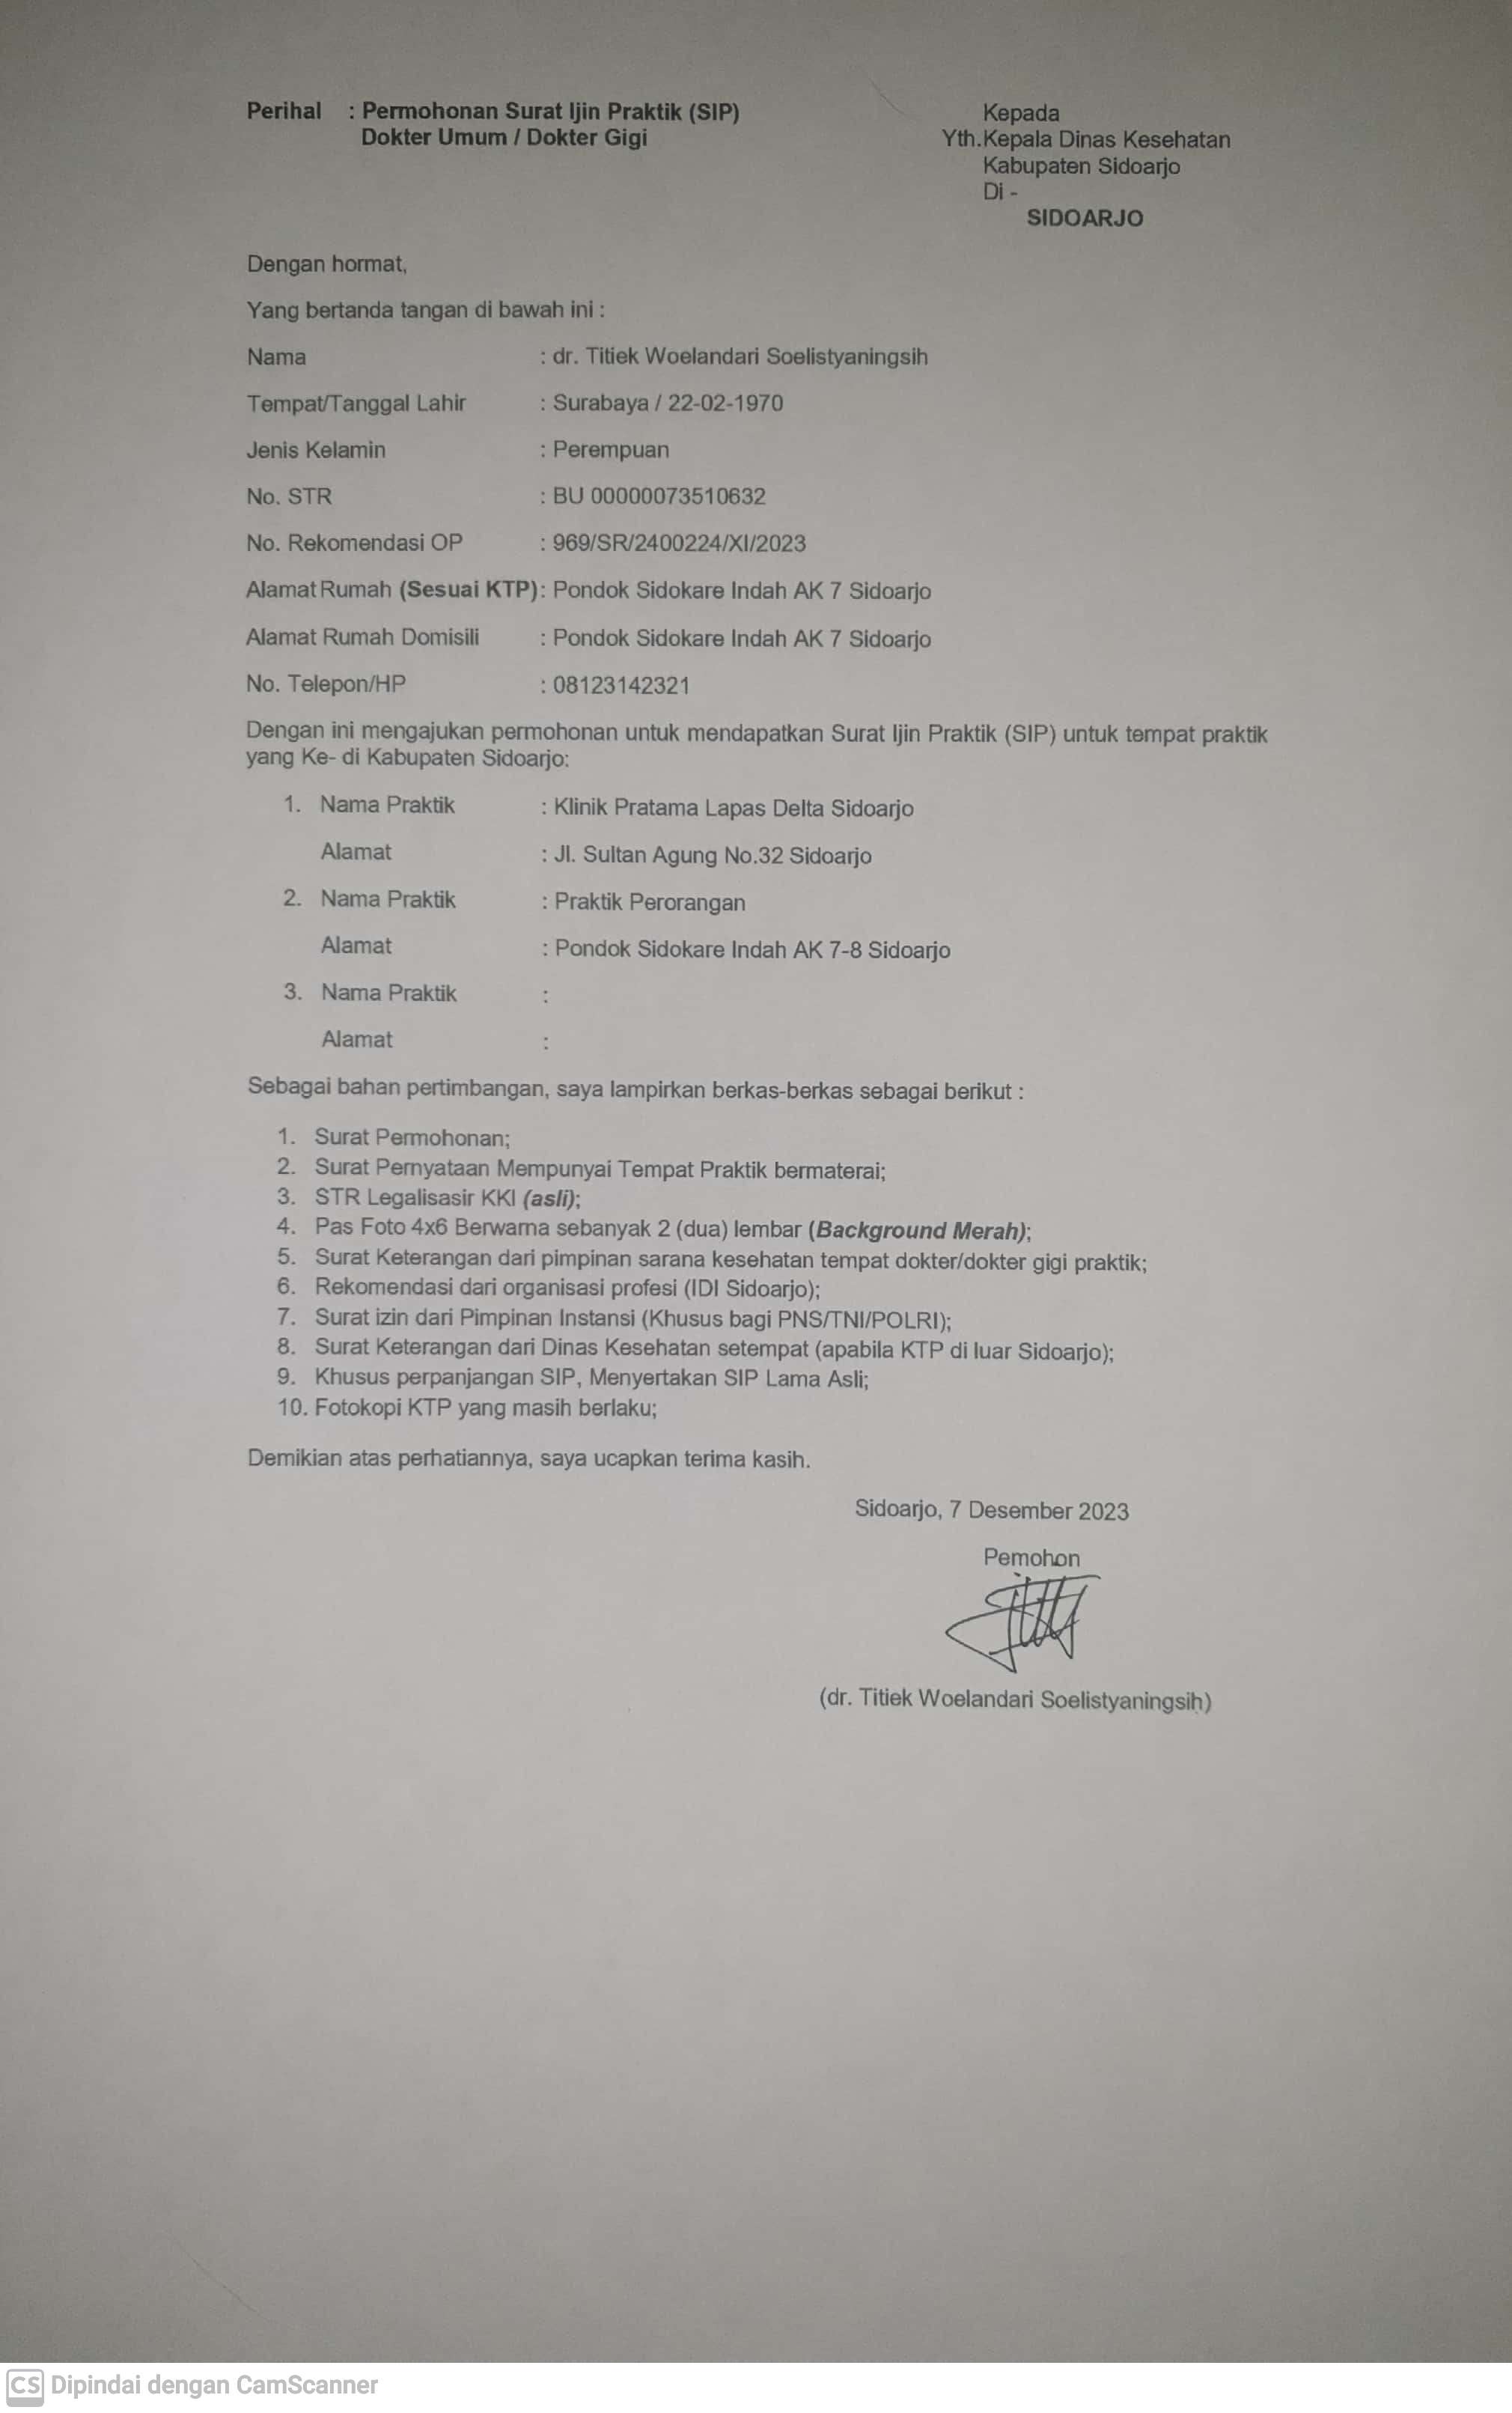 Perihal : Permohonan Surat Ijin Praktik (SIP)
Dokter Umum / Dokter Gigi
Kepada
Yth.Kepala Dinas Kesehatan
Kabupaten Sidoarjo
Di -
SIDOARJO
Dengan hormat,
Yang bertanda tangan di bawah ini :
Nama : dr. Titiek Woelandari Soelistyaningsih
Tempat/Tanggal Lahir : Surabaya / 22-02-1970
Jenis Kelamin : Perempuan
No. STR : BU 00000073510632
No. Rekomendasi OP : 969/SR/2400224/XI/2023
Alamat Rumah (Sesuai KTP): Pondok Sidokare Indah AK 7 Sidoarjo
Alamat Rumah Domisili : Pondok Sidokare Indah AK 7 Sidoarjo
No. Telepon/HP : 08123142321
Dengan ini mengajukan permohonan untuk mendapatkan Surat Ijin Praktik (SIP) untuk tempat praktik
yang Ke- di Kabupaten Sidoarjo:
1. Nama Praktik : Klinik Pratama Lapas Delta Sidoarjo
Alamat : Jl. Sultan Agung No.32 Sidoarjo
2. Nama Praktik : Praktik Perorangan
Alamat : Pondok Sidokare Indah AK 7-8 Sidoarjo
3. Nama Praktik :
Alamat :
Sebagai bahan pertimbangan, saya lampirkan berkas-berkas sebagai berikut :
1. Surat Permohonan;
2. Surat Pernyataan Mempunyai Tempat Praktik bermaterai;
3. STR Legalisasir KKI (asli);
4. Pas Foto 4x6 Berwarna sebanyak 2 (dua) lembar (Background Merah);
5. Surat Keterangan dari pimpinan sarana kesehatan tempat dokter/dokter gigi praktik;
6. Rekomendasi dari organisasi profesi (IDI Sidoarjo);
7. Surat izin dari Pimpinan Instansi (Khusus bagi PNS/TNI/POLRI);
8. Surat Keterangan dari Dinas Kesehatan setempat (apabila KTP di luar Sidoarjo);
9. Khusus perpanjangan SIP, Menyertakan SIP Lama Asli;
10. Fotokopi KTP yang masih berlaku;
Demikian atas perhatiannya, saya ucapkan terima kasih.
Sidoarjo, 7 Desember 2023
Pemohon
(dr. Titiek Woelandari Soelistyaningsih)
CS Dipindai dengan CamScanner